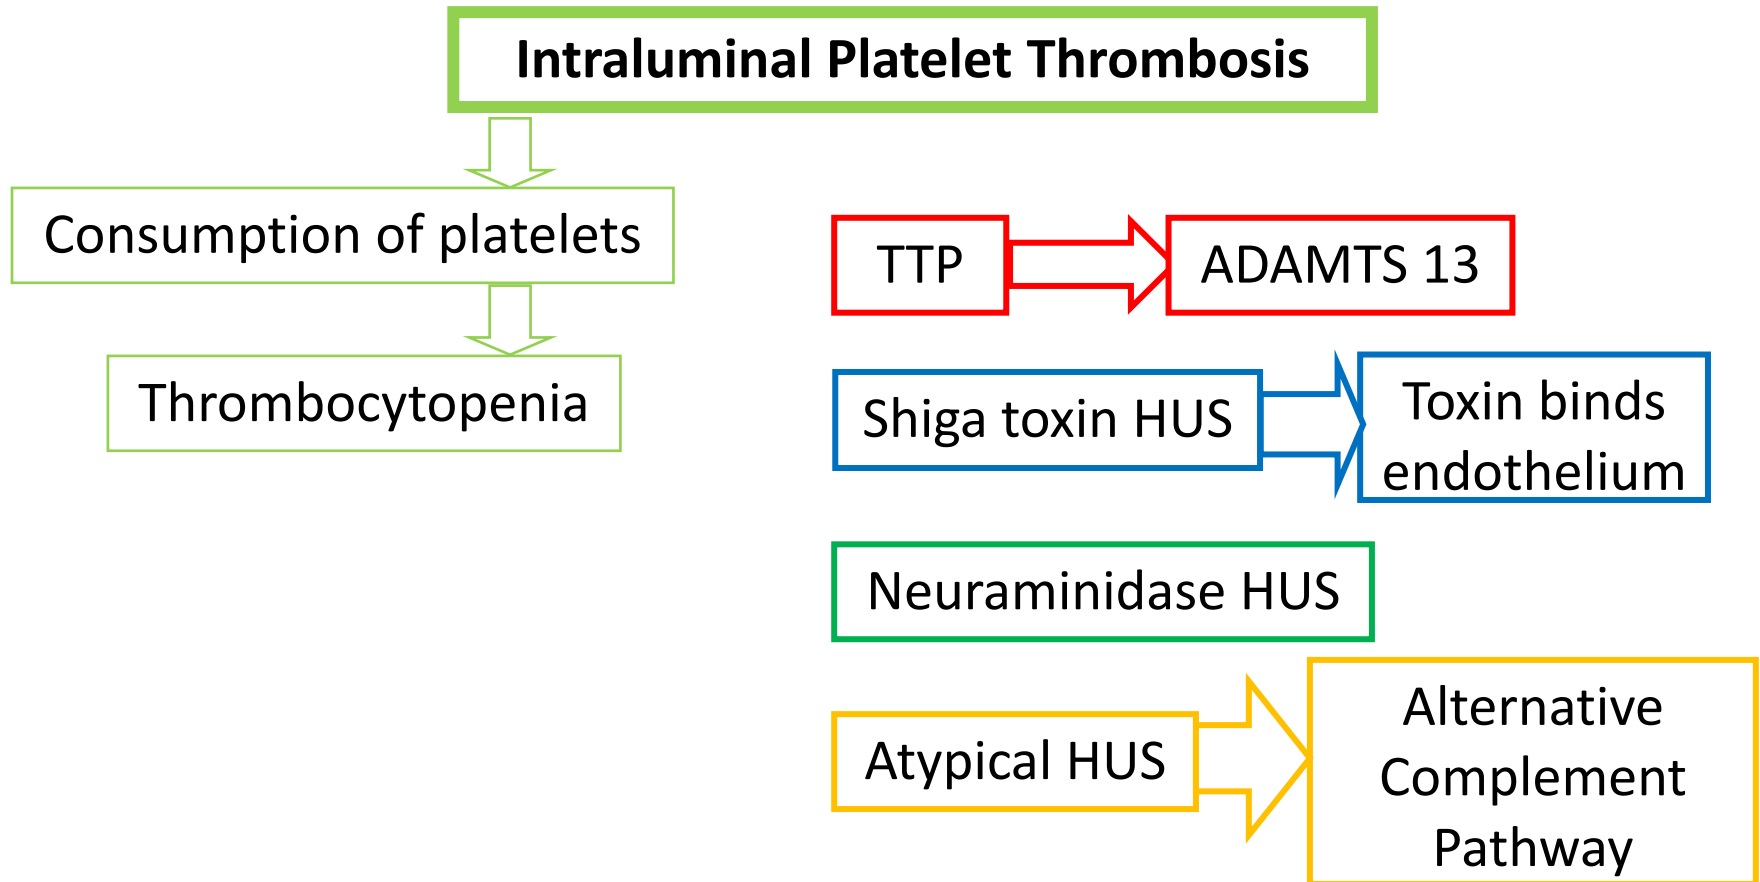 Intraluminal Platelet Thrombosis
Consumption of platelets
Thrombocytopenia
TTP
ADAMTS 13
Shiga toxin HUS
Toxin binds
endothelium
Neuraminidase HUS
Atypical HUS
Alternative
Complement
Pathway